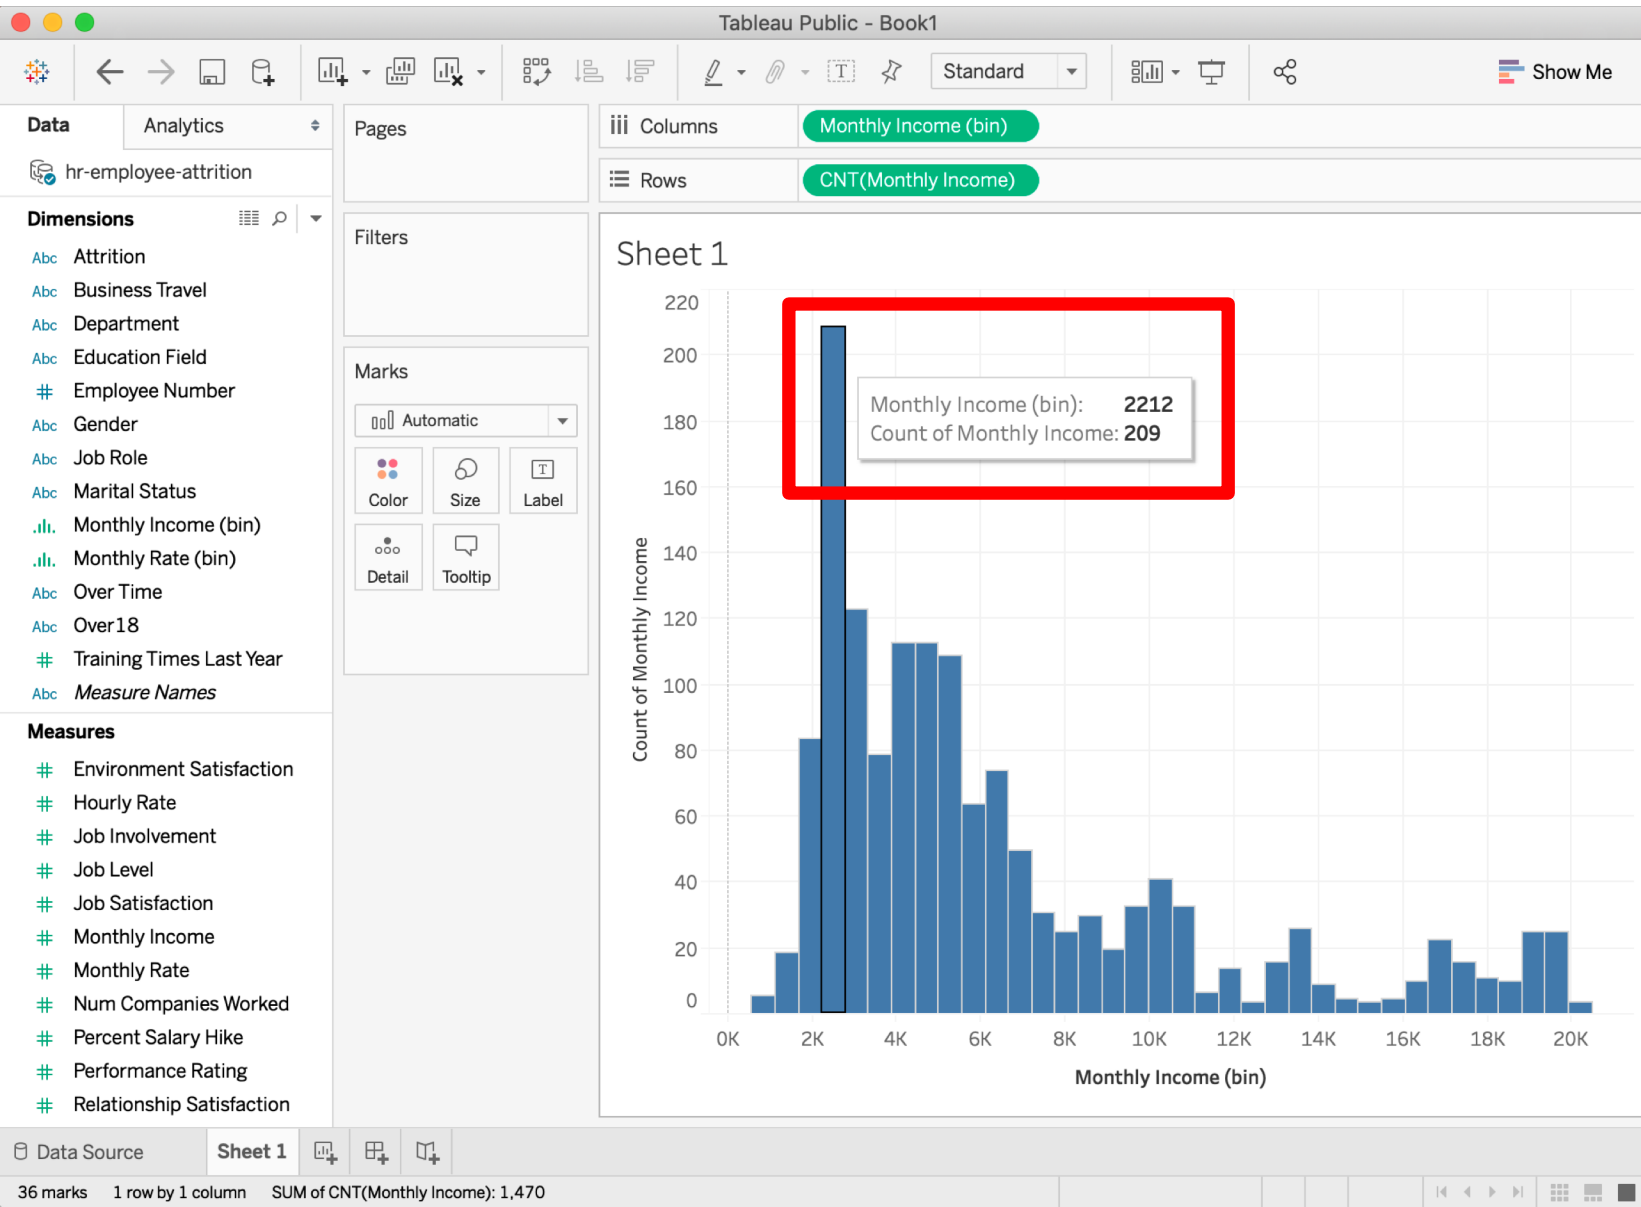 Tableau Public - Book1
Standard
Show Me
Data
Analytics
hr-employee-attrition
Dimensions
Abc Attrition
Abc Business Travel
Abc Department
Abc Education Field
# Employee Number
Abc Gender
Abc Job Role
Abc Marital Status
Monthly Income (bin)
Monthly Rate (bin)
Abc Over Time
Abc Over18
# Training Times Last Year
Abc Measure Names
Measures
# Environment Satisfaction
# Hourly Rate
# Job Involvement
# Job Level
# Job Satisfaction
# Monthly Income
# Monthly Rate
# Num Companies Worked
# Percent Salary Hike
# Performance Rating
# Relationship Satisfaction
Pages
Filters
Marks
Automatic
Color
Size
T
Label
Detail
Tooltip
T
Columns
Monthly Income (bin)
Rows
CNT(Monthly Income)
Sheet 1
220
200
180
160
140
120
100
80
60
40
20
0
Count of Monthly Income
Monthly Income (bin): 2212
Count of Monthly Income: 209
0K 2K 4K 6K 8K 10K 12K 14K 16K 18K 20K
Monthly Income (bin)
Data Source
Sheet 1
36 marks 1 row by 1 column SUM of CNT(Monthly Income): 1,470